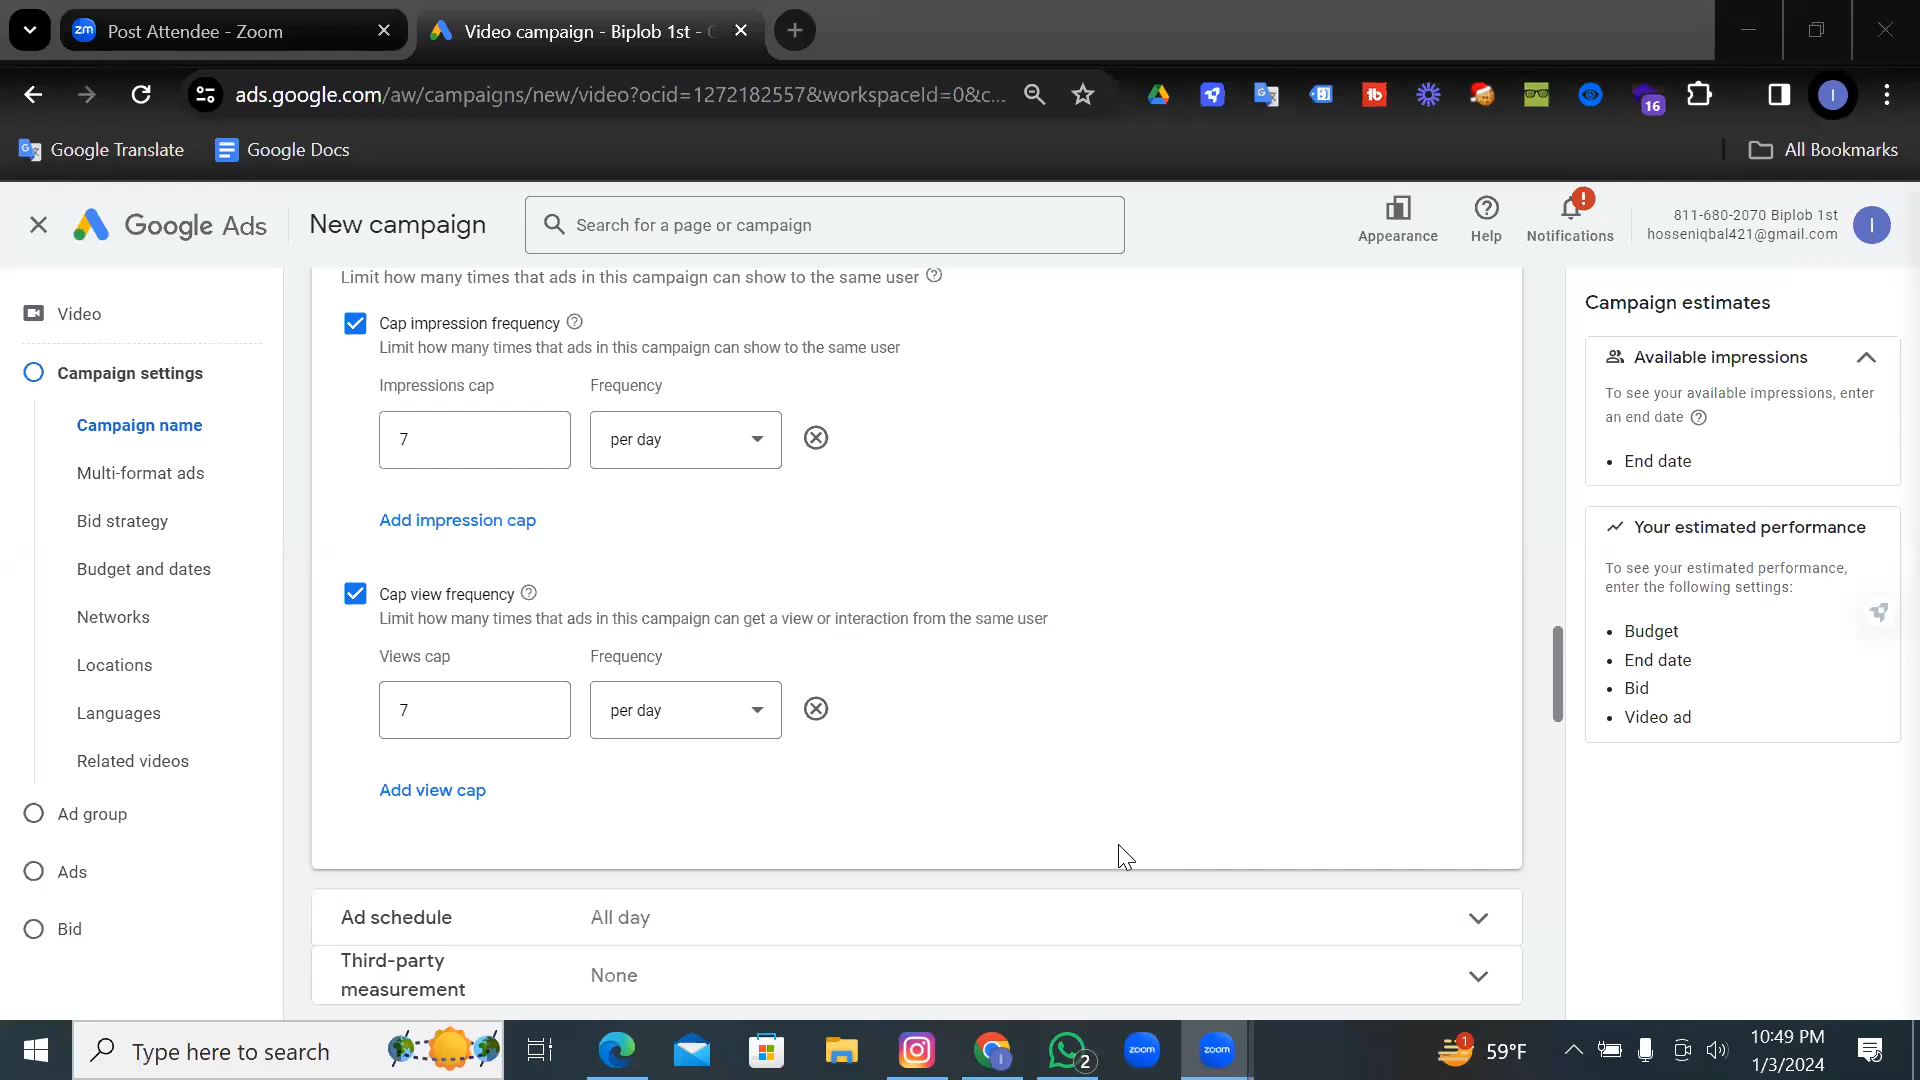 Post Attendee - Zoom
Video campaign - Biplob 1st -
ads.google.com/aw/campaigns/new/video?ocid=1272182557&workspaceId=0&c...
16
Google Translate
Google Docs
All Bookmarks
Google Ads
New campaign
Search for a page or campaign
Appearance
Help
Notifications
811-680-2070 Biplob 1st
hosseniqbal421@gmail.com
I
Video
Campaign settings
Campaign name
Multi-format ads
Bid strategy
Budget and dates
Networks
Locations
Languages
Related videos
Ad group
Ads
Bid
Limit how many times that ads in this campaign can show to the same user
Cap impression frequency
Limit how many times that ads in this campaign can show to the same user
Impressions cap
Frequency
7
per day
Add impression cap
Cap view frequency
Limit how many times that ads in this campaign can get a view or interaction from the same user
Views cap
Frequency
7
per day
Add view cap
Ad schedule
All day
Third-party
measurement
None
Campaign estimates
Available impressions
To see your available impressions, enter
an end date
• End date
Your estimated performance
To see your estimated performance,
enter the following settings:
• Budget
• End date
• Bid
• Video ad
Type here to search
2
zoom
zoom
1
59°F
10:49 PM
1/3/2024